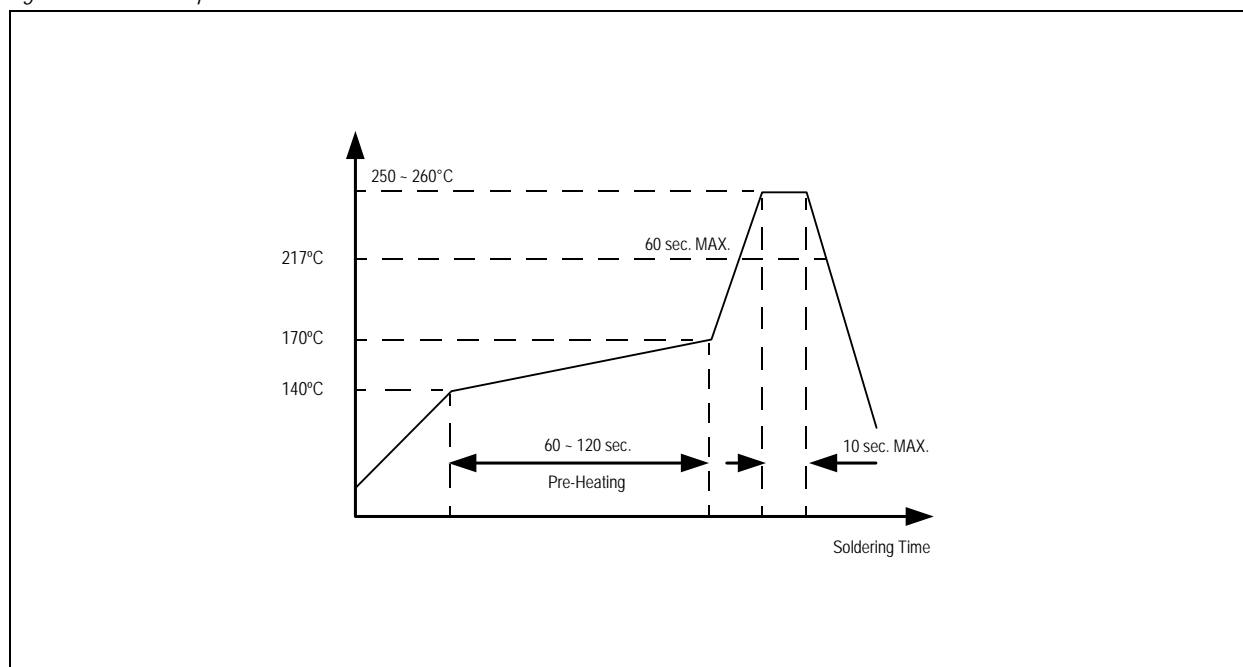 250 ~ 260°C
60 sec. MAX.
217ºC
170ºC
140ºC
60 ~ 120 sec.
10 sec. MAX.
Pre-Heating
Soldering Time